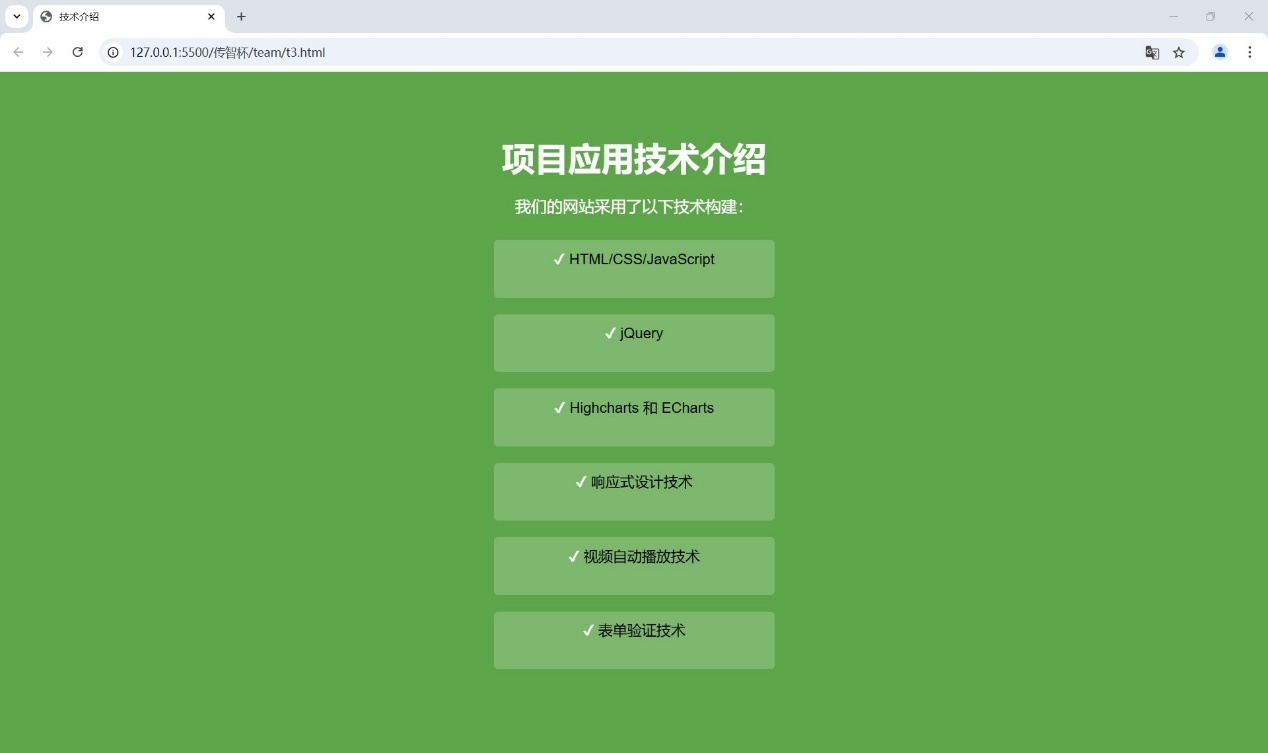 技术介绍
127.0.0.1:5500/传智杯/team/t3.html
项目应用技术介绍
我们的网站采用了以下技术构建：
✓ HTML/CSS/JavaScript
✓ jQuery
✓ Highcharts 和 ECharts
✓ 响应式设计技术
✓ 视频自动播放技术
✓ 表单验证技术